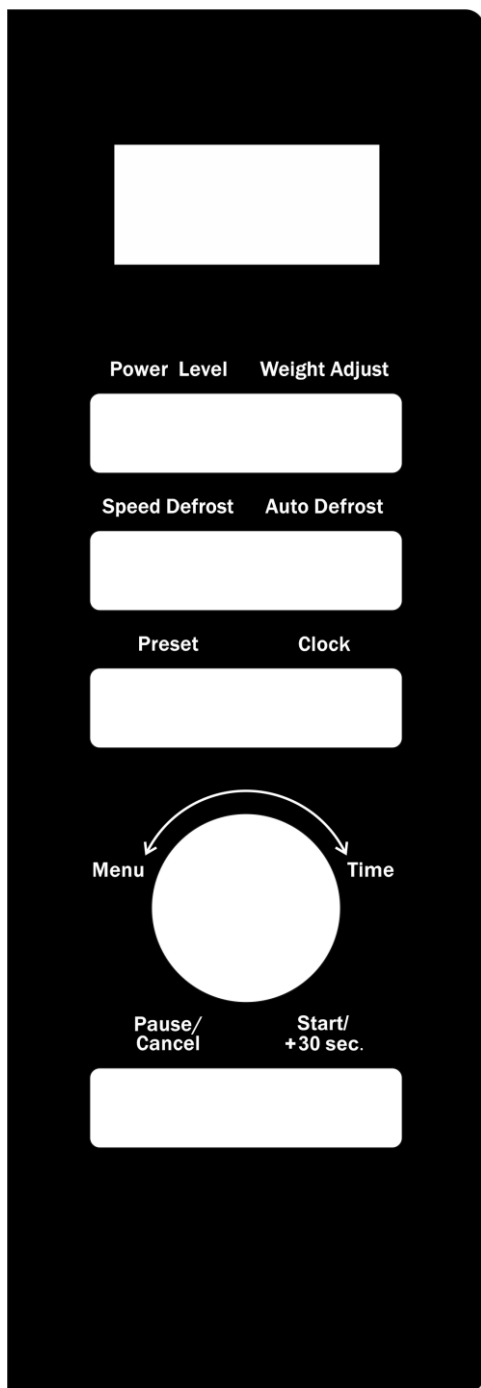 Power Level Weight Adjust
Speed Defrost Auto Defrost
Preset Clock
Menu Time
Pause/ Start/
Cancel +30 sec.